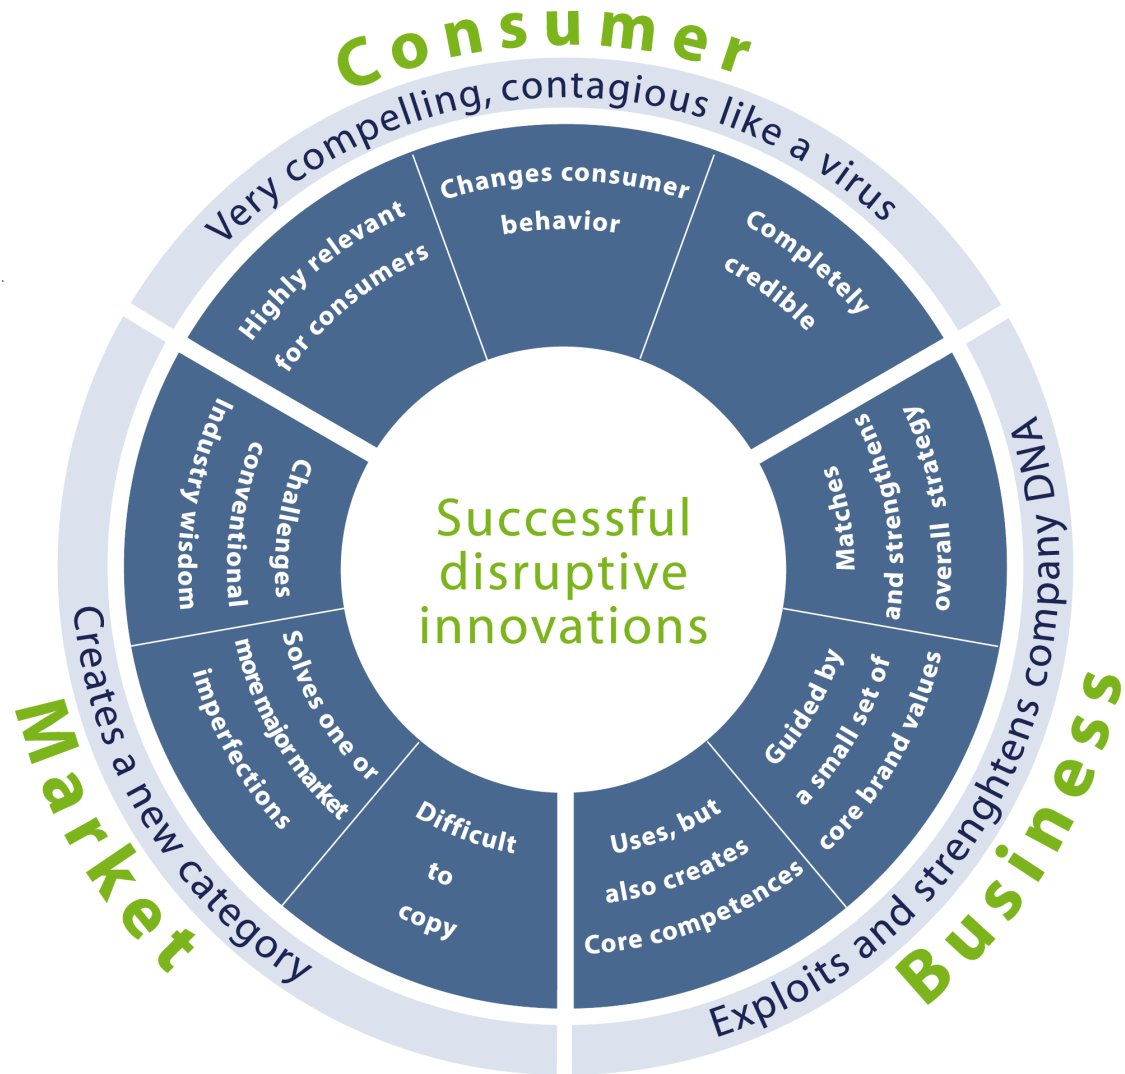 Consumer
Very compelling, contagious like a virus
Highly relevant
for consumers
Changes consumer
behavior
Completely
credible
Successful
disruptive
innovations
Business
Exploits and strenghtens company DNA
Matches
and strengthens
overall strategy
Guided by
a small set of
core brand values
Uses, but
also creates
Core competences
Market
Creates a new category
Difficult
to
copy
Solves one or
more major market
imperfections
Challenges
conventional
Industry wisdom